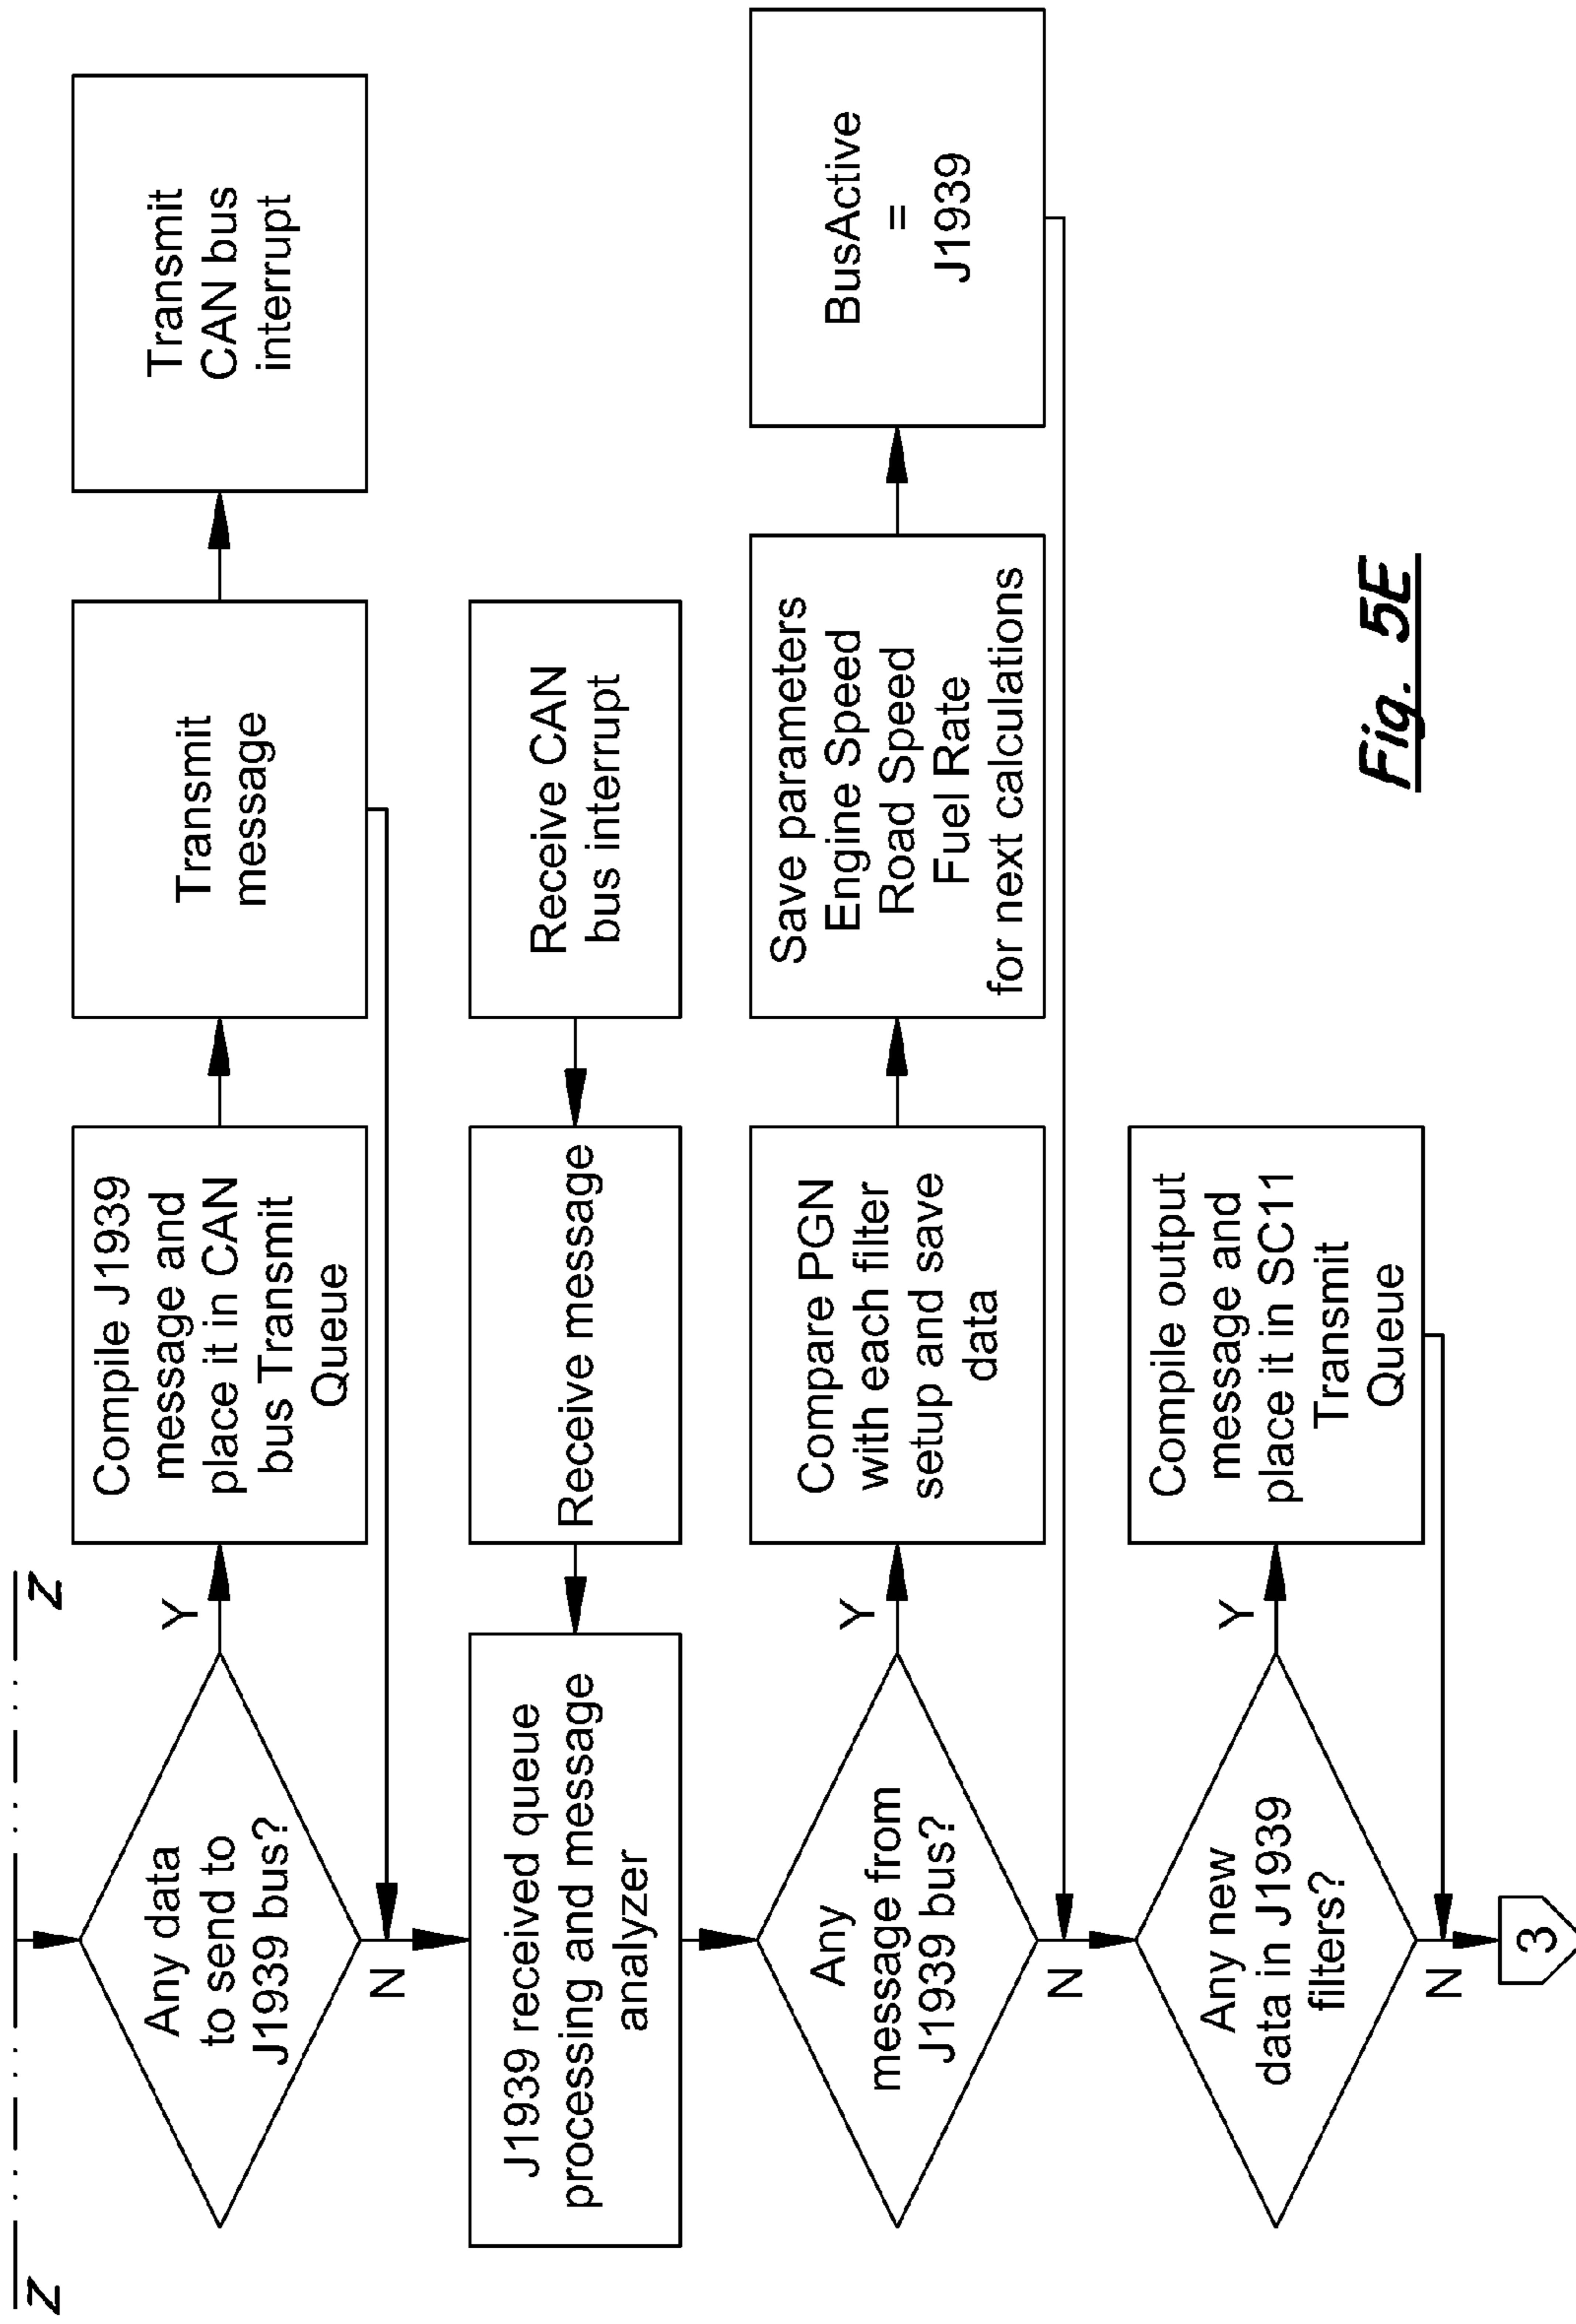 Z
Z
Any data
to send to
J1939 bus?
Y
N
Compile J1939
message and
place it in CAN
bus Transmit
Queue
Transmit
message
Transmit
CAN bus
interrupt
J1939 received queue
processing and message
analyzer
Receive message
Receive CAN
bus interrupt
Any
message from
J1939 bus?
Y
N
Compare PGN
with each filter
setup and save
data
Save parameters
Engine Speed
Road Speed
Fuel Rate
for next calculations
BusActive
=
J1939
Any new
data in J1939
filters?
Y
N
Compile output
message and
place it in SC11
Transmit
Queue
3
Fig. 5E